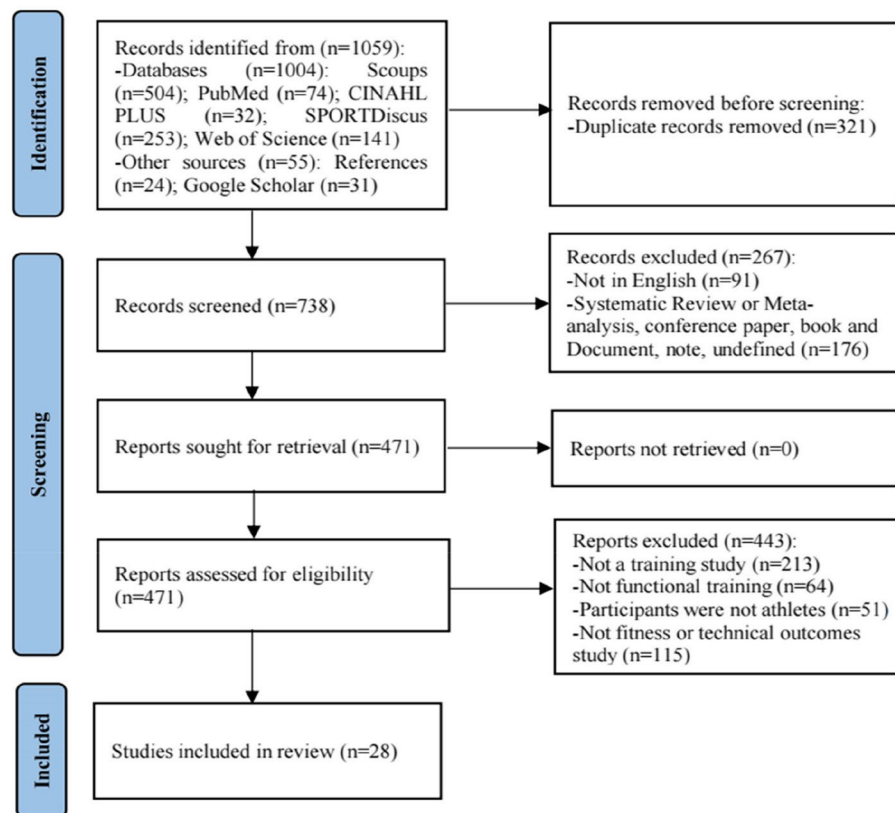 Identification
Records identified from (n=1059):
-Databases (n=1004): Scoups
(n=504); PubMed (n=74); CINAHL
PLUS (n=32); SPORTDiscus
(n=253); Web of Science (n=141)
-Other sources (n=55): References
(n=24); Google Scholar (n=31)
Records removed before screening:
-Duplicate records removed (n=321)
Screening
Records screened (n=738)
Records excluded (n=267):
-Not in English (n=91)
-Systematic Review or Meta-
analysis, conference paper, book and
Document, note, undefined (n=176)
Reports sought for retrieval (n=471)
Reports not retrieved (n=0)
Reports assessed for eligibility
(n=471)
Reports excluded (n=443):
-Not a training study (n=213)
-Not functional training (n=64)
-Participants were not athletes (n=51)
-Not fitness or technical outcomes
study (n=115)
Included
Studies included in review (n=28)